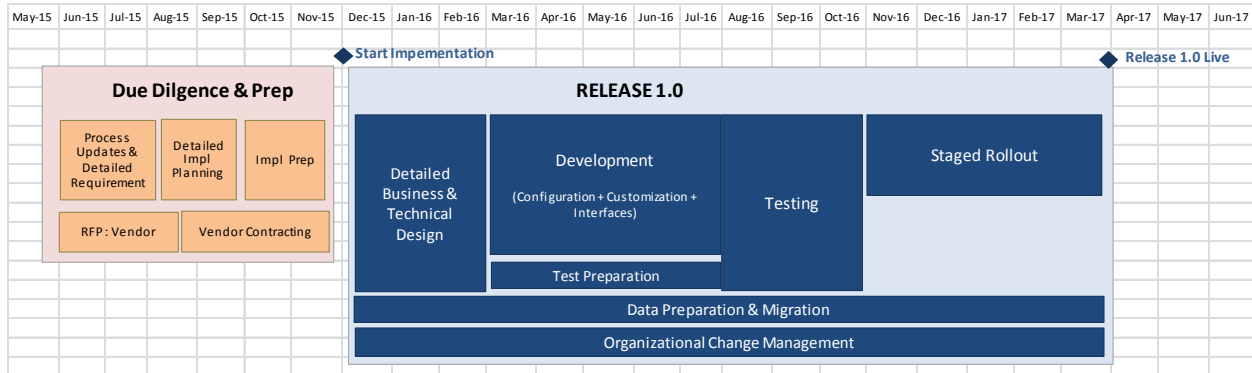 May-15 Jun-15 Jul-15 Aug-15 Sep-15 Oct-15 Nov-15 Dec-15 Jan-16 Feb-16 Mar-16 Apr-16 May-16 Jun-16 Jul-16 Aug-16 Sep-16 Oct-16 Nov-16 Dec-16 Jan-17 Feb-17 Mar-17 Apr-17 May-17 Jun-17
Start Impementation
Release 1.0 Live
Due Dilgence & Prep
Process
Updates &
Detailed
Requirement
Detailed
Impl
Planning
Impl Prep
RFP : Vendor
Vendor Contracting
RELEASE 1.0
Detailed
Business &
Technical
Design
Development
(Configuration + Customization +
Interfaces)
Test Preparation
Testing
Staged Rollout
Data Preparation & Migration
Organizational Change Management